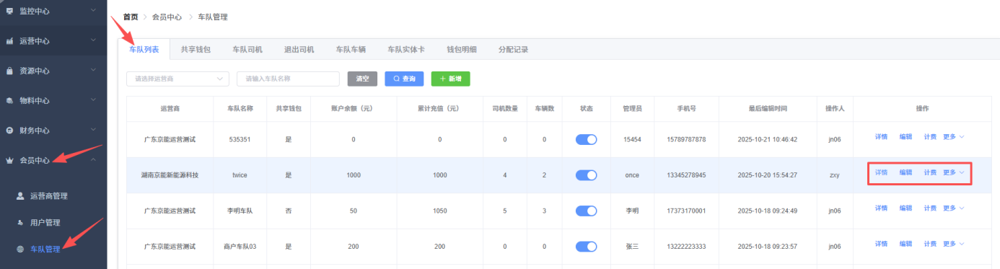 监控中心
运营中心
资源中心
物料中心
财务中心
会员中心
运营商管理
用户管理
车队管理
首页 > 会员中心 > 车队管理
车队列表 共享钱包 车队司机 退出司机 车队车辆 车队实体卡 钱包明细 分配记录
请选择运营商 请输入车队名称 清空 查询 + 新增
运营商 车队名称 共享钱包 账户余额（元） 累计充值（元） 司机数量 车辆数 状态 管理员 手机号 最后编辑时间 操作人 操作
广东京能运营测试 535351 是 0 0 0 0 15454 15789787878 2025-10-21 10:46:42 jn06 详情 编辑 计费 更多
湖南京能新能源科技 twice 是 1000 1000 4 2 once 13345278945 2025-10-20 15:54:27 zxy 详情 编辑 计费 更多
广东京能运营测试 李明车队 否 50 1050 5 3 李明 17373170001 2025-10-18 09:24:49 jn06 详情 编辑 计费 更多
广东京能运营测试 商户车队03 是 200 200 0 0 张三 13222223333 2025-10-18 09:23:57 jn06 详情 编辑 计费 更多